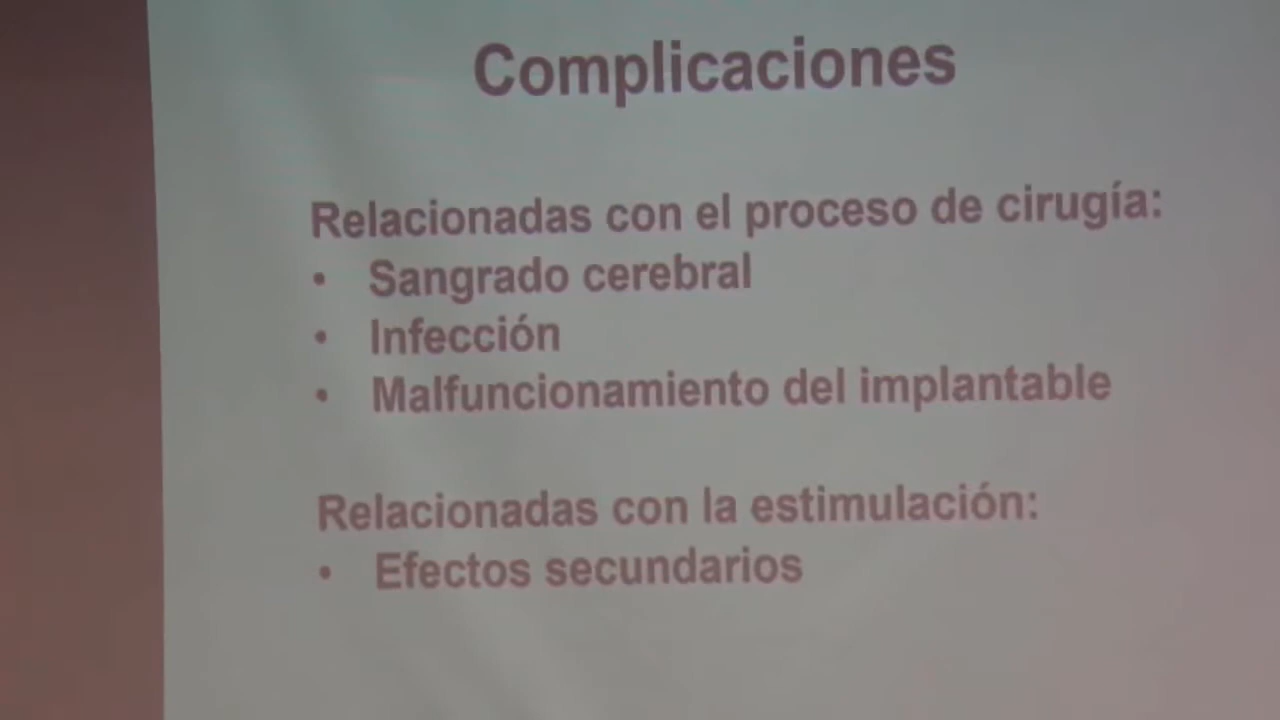 Complicaciones
Relacionadas con el proceso de cirugía:
• Sangrado cerebral
• Infección
• Malfuncionamiento del implantable
Relacionadas con la estimulación:
• Efectos secundarios